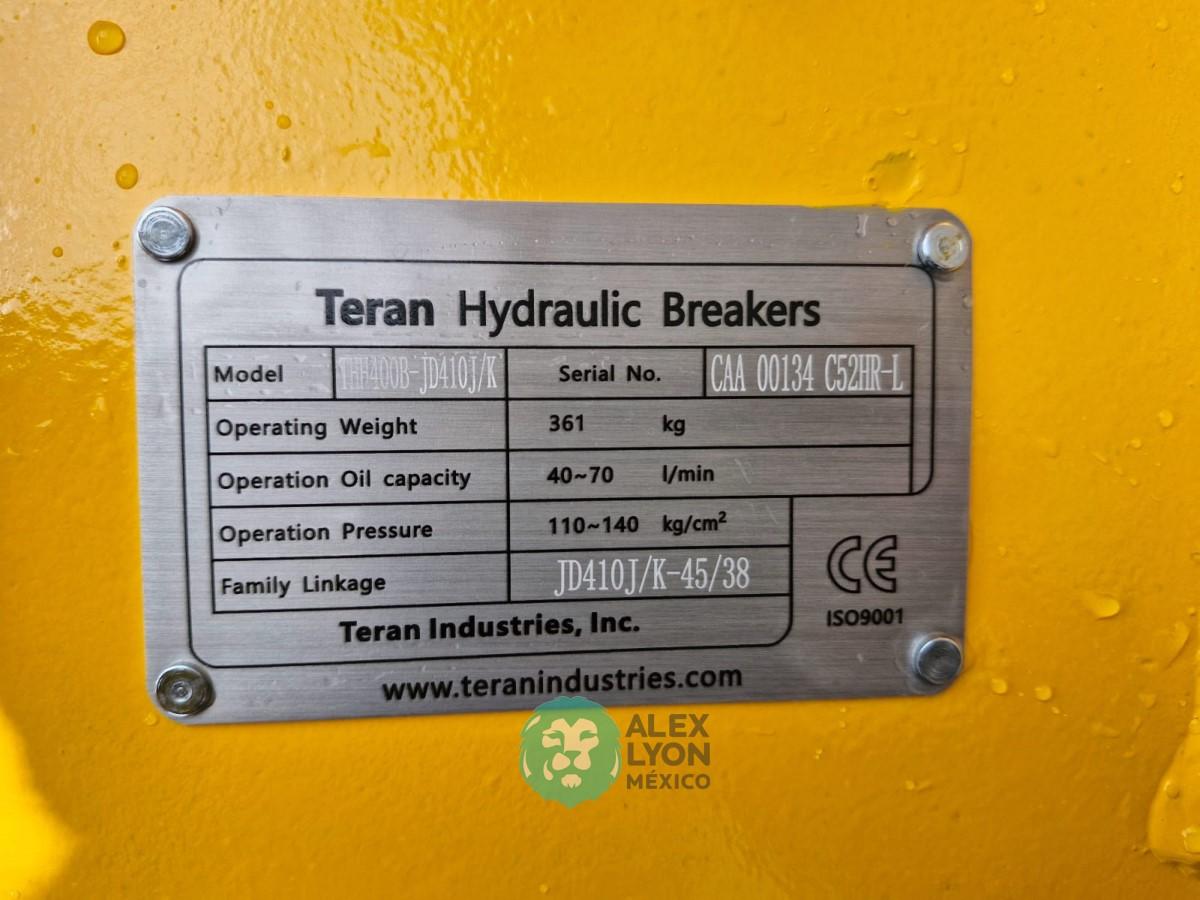 Teran Hydraulic Breakers
Model THH400B-JD410J/K Serial No. CAA 00134 C52HR-L
Operating Weight 361 kg
Operation Oil capacity 40~70 l/min
Operation Pressure 110~140 kg/cm²
Family Linkage JD410J/K-45/38
CE
ISO9001
Teran Industries, Inc.
www.teranindustries.com
ALEX
LYON
MÉXICO